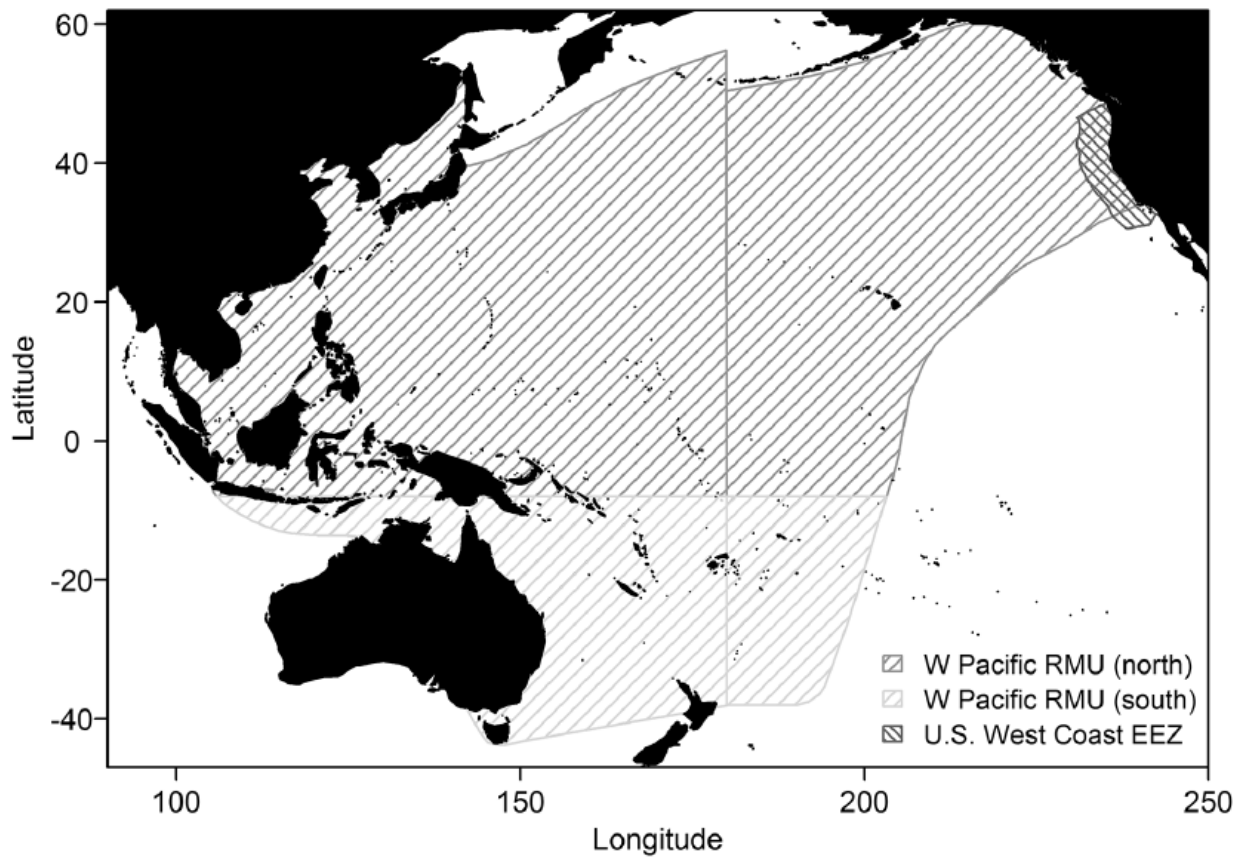 60
40
20
0
-20
-40
Latitude
W Pacific RMU (north)
W Pacific RMU (south)
U.S. West Coast EEZ
100
150
200
250
Longitude